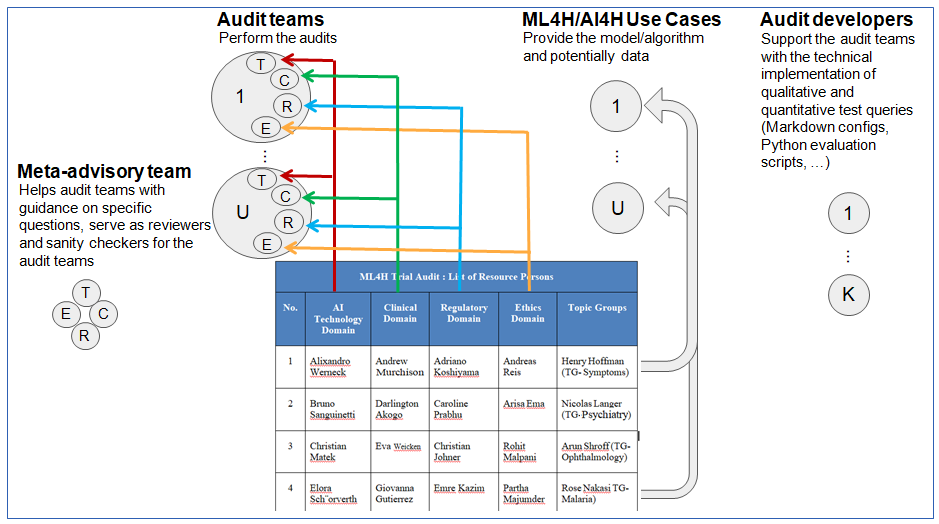 Audit teams
Perform the audits
ML4H/AI4H Use Cases
Provide the model/algorithm
and potentially data
Audit developers
Support the audit teams
with the technical
implementation of
qualitative and
quantitative test queries
(Markdown configs,
Python evaluation
scripts, ...)
T
C
1
R
E
...
T
C
U
R
E
1
...
U
1
...
K
Meta-advisory team
Helps audit teams with
guidance on specific
questions, serve as reviewers
and sanity checkers for the
audit teams
T
E
C
R
ML4H Trial Audit : List of Resource Persons
No.
AI
Technology
Domain
Clinical
Domain
Regulatory
Domain
Ethics
Domain
Topic Groups
1
Alixandro
Werneck
Andrew
Murchison
Adriano
Koshiyama
Andreas
Reis
Henry Hoffman
(TG- Symptoms)
2
Bruno
Sanguinetti
Darlington
Akogo
Caroline
Prabhu
Arisa Ema
Nicolas Langer
(TG-Psychiatry)
3
Christian
Matek
Eva Weicken
Christian
Johner
Rohit
Malpani
Arun Shroff (TG-
Ophthalmology)
4
Elora
Sch¨orverth
Giovanna
Gutierrez
Emre Kazim
Partha
Majumder
Rose Nakasi TG-
Malaria)